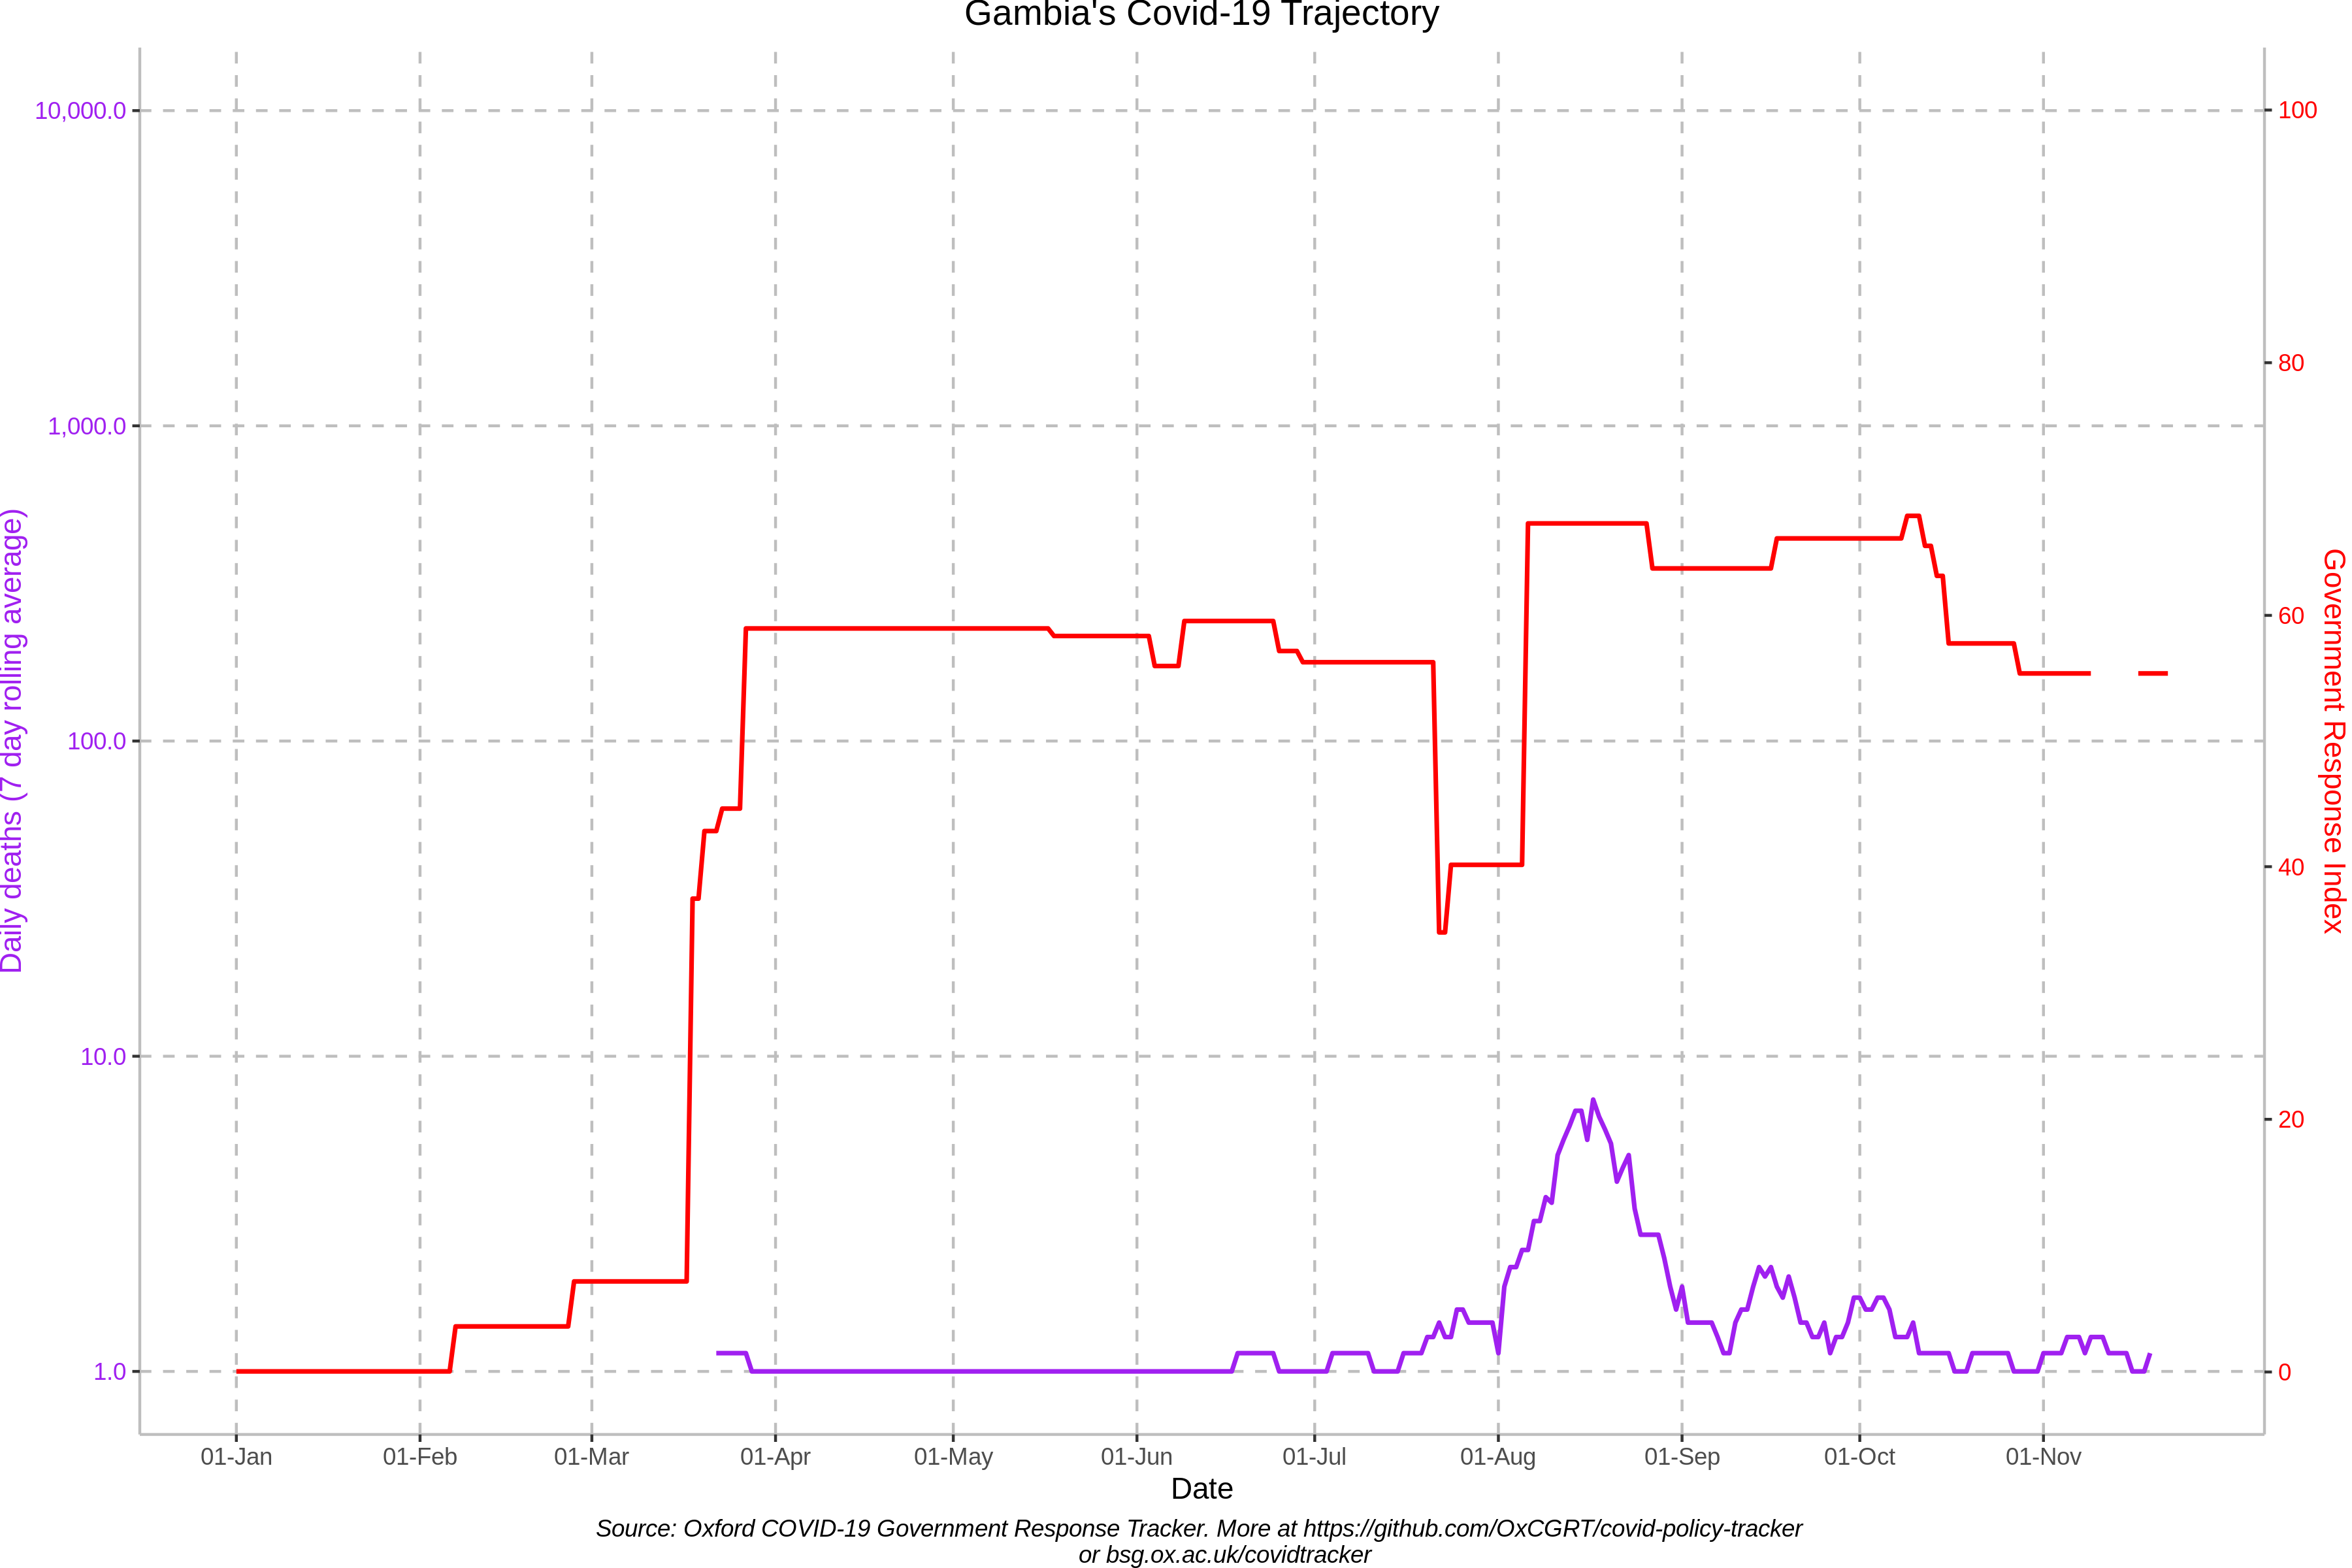 Gambia's Covid-19 Trajectory
Daily deaths (7 day rolling average)
10,000.0
1,000.0
100.0
10.0
1.0
100
80
60
40
20
0
Government Response Index
01-Jan 01-Feb 01-Mar 01-Apr 01-May 01-Jun 01-Jul 01-Aug 01-Sep 01-Oct 01-Nov
Date
Source: Oxford COVID-19 Government Response Tracker. More at https://github.com/OxCGRT/covid-policy-tracker
or bsg.ox.ac.uk/covidtracker